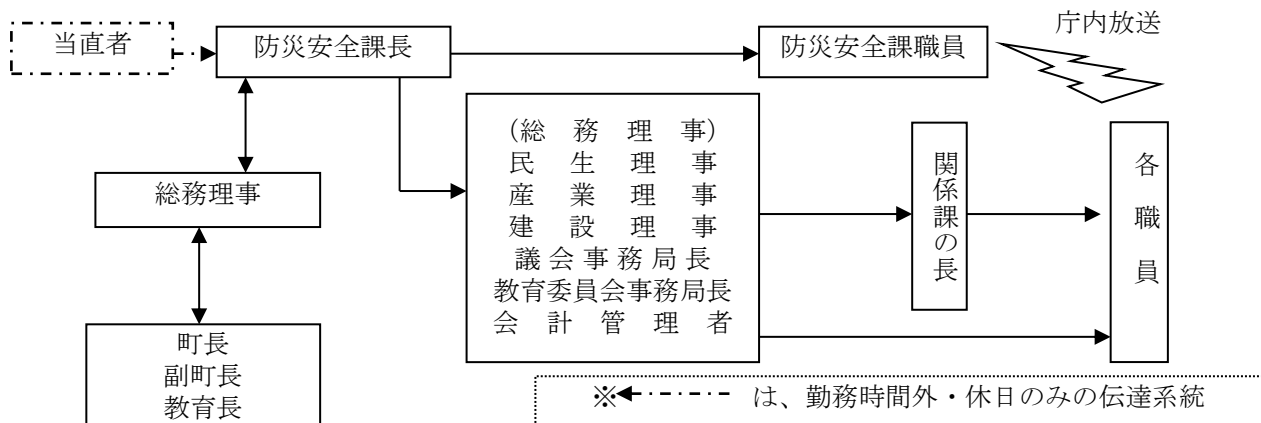 庁内放送
当直者
防災安全課長
防災安全課職員
(総務理事)
民生理事
産業理事
建設理事
議会事務局長
教育委員会事務局長
会計管理者
関係課の長
各職員
総務理事
町長
副町長
教育長
※ は、勤務時間外・休日のみの伝達系統